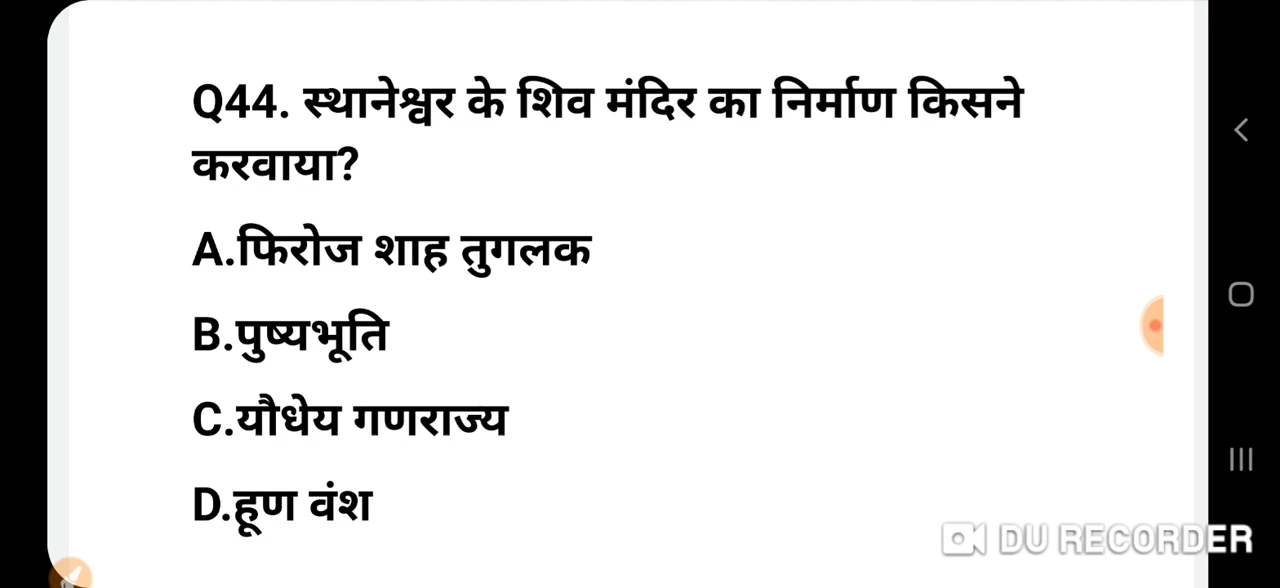 Q44. स्थानेश्वर के शिव मंदिर का निर्माण किसने
करवाया?
A.फिरोज शाह तुगलक
B.पुष्यभूति
C.यौधेय गणराज्य
D.हूण वंश
DU RECORDER